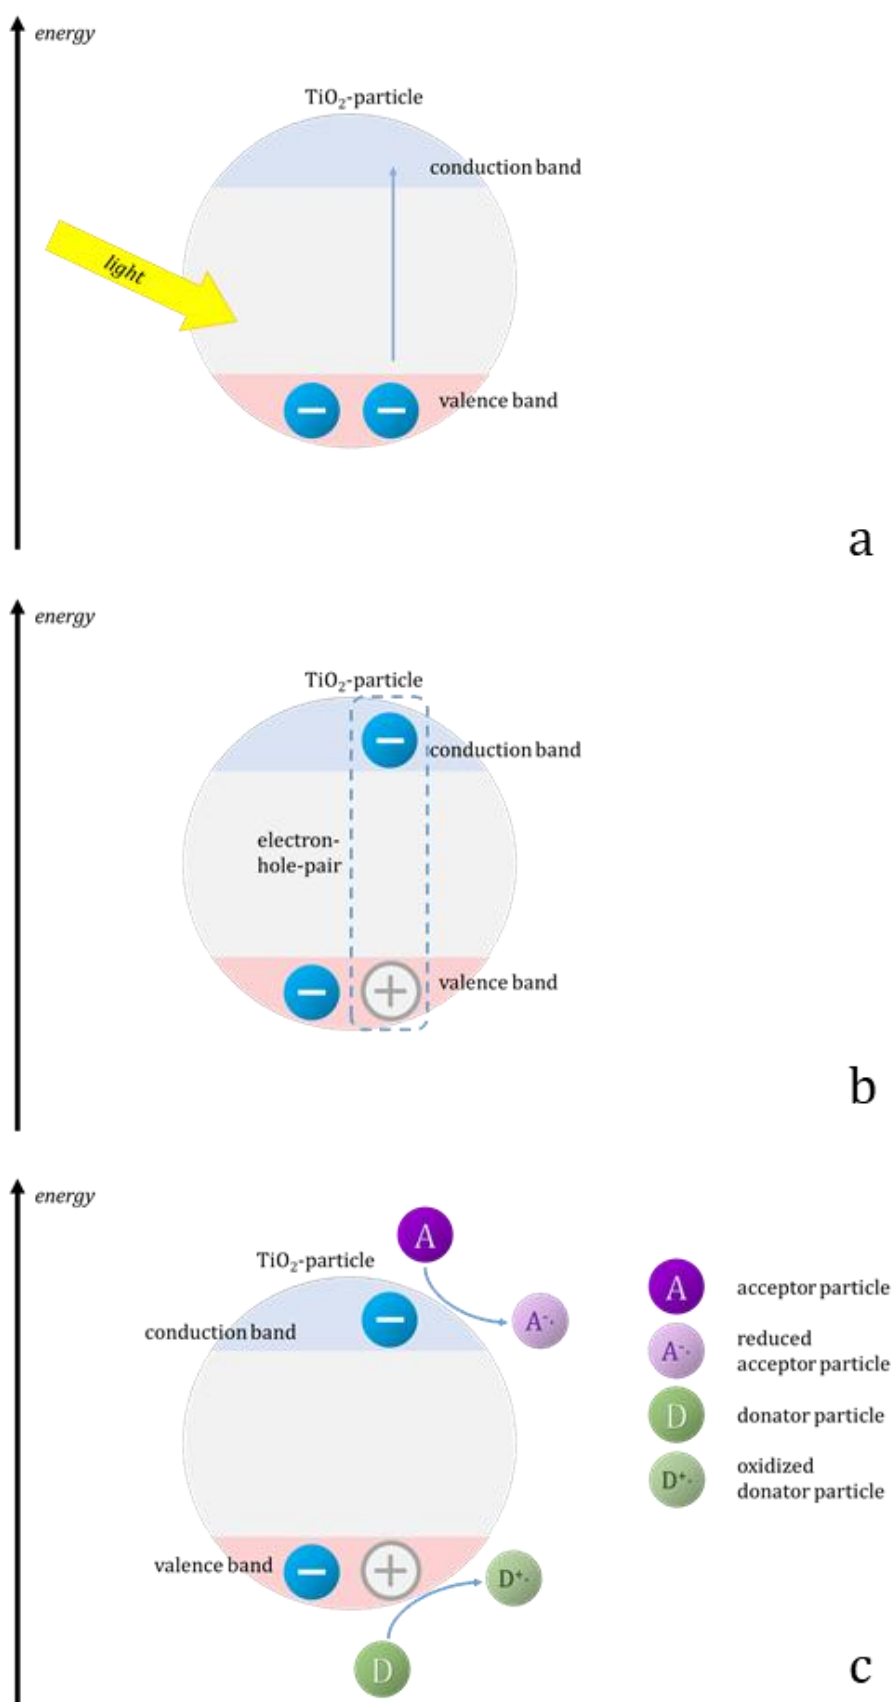 energy
TiO₂-particle
conduction band
light
valence band
a
energy
TiO₂-particle
conduction band
electron-
hole-pair
valence band
b
energy
A
TiO₂-particle
A⁻·
conduction band
valence band
D⁺·
D
A acceptor particle
A⁻· reduced
acceptor particle
D donator particle
D⁺· oxidized
donator particle
c